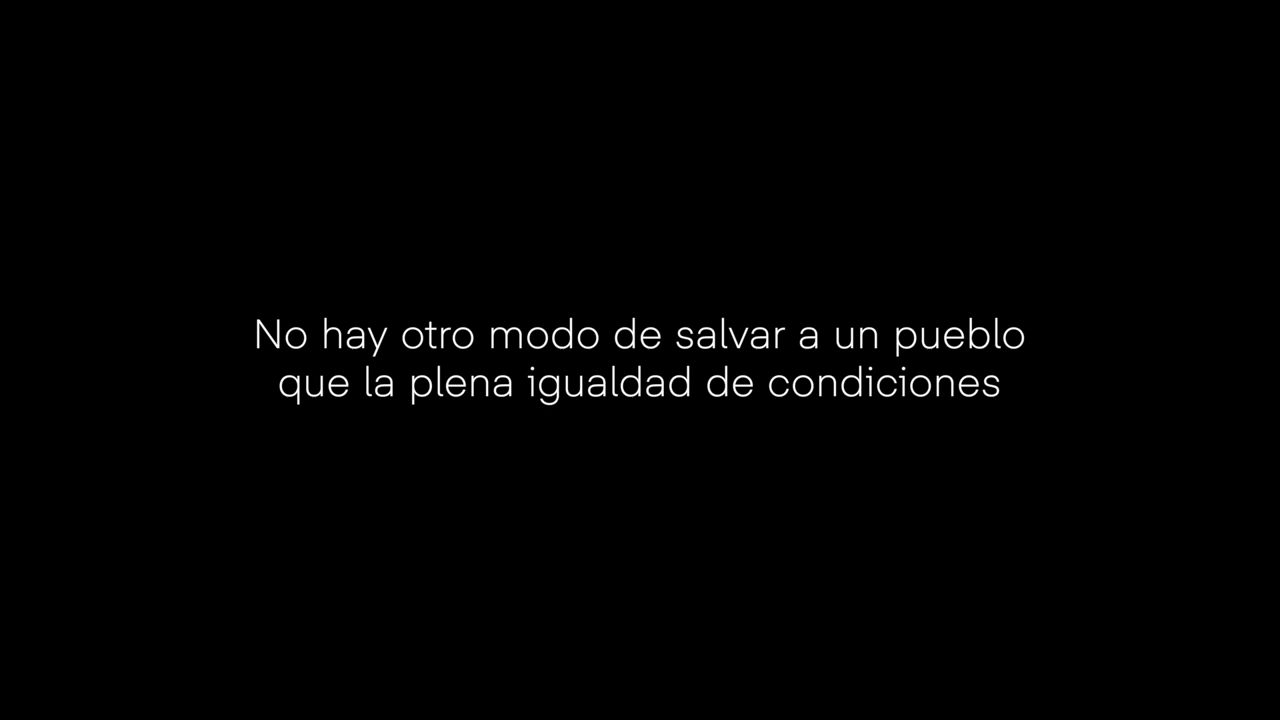 No hay otro modo de salvar a un pueblo
que la plena igualdad de condiciones